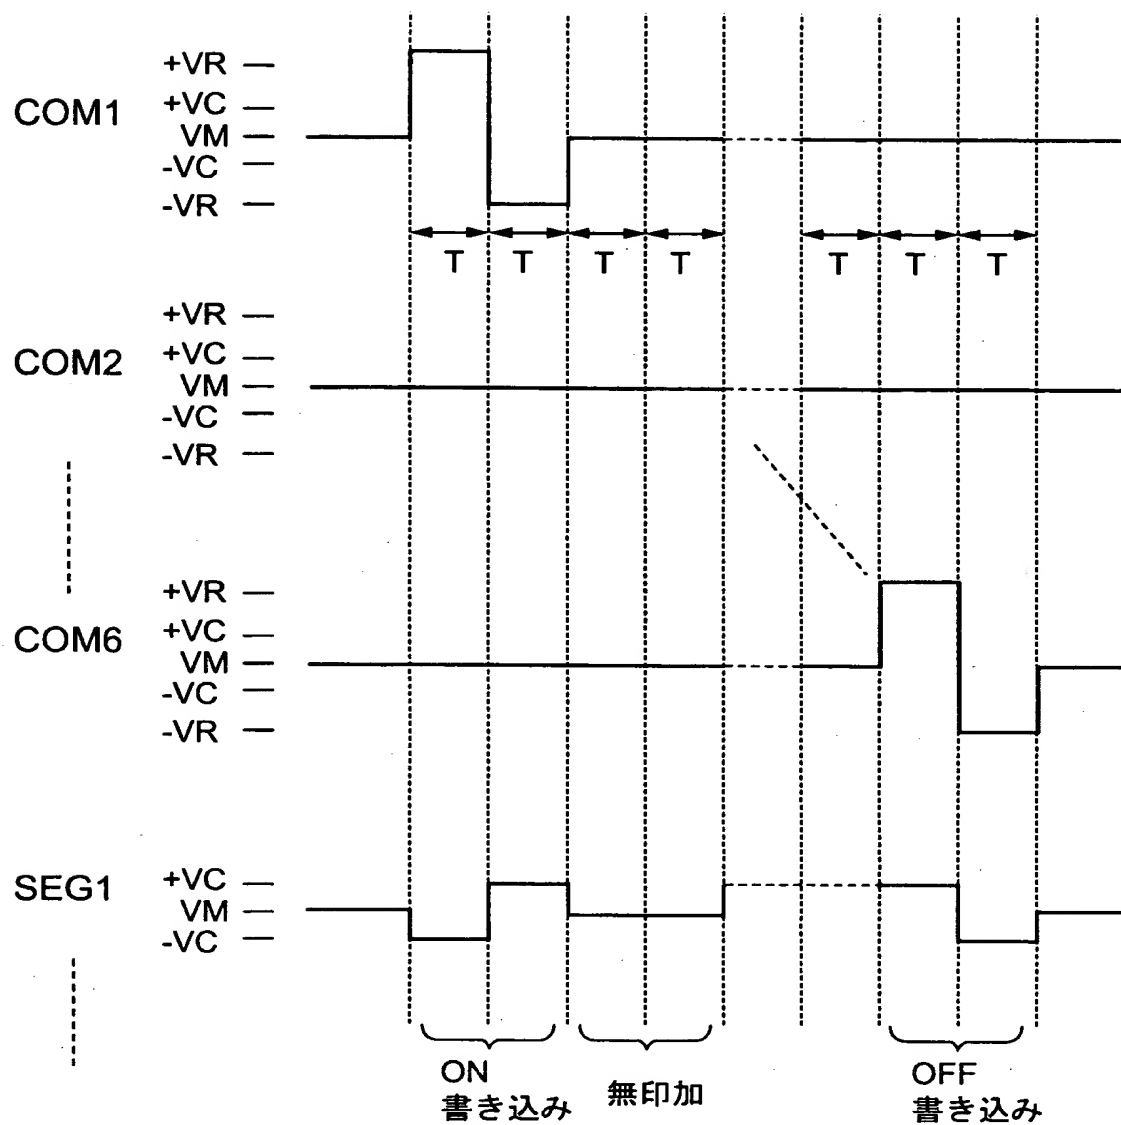 COM1
+VR
+VC
VM
-VC
-VR
T T T T T T T
COM2
+VR
+VC
VM
-VC
-VR
COM6
+VR
+VC
VM
-VC
-VR
SEG1
+VC
VM
-VC
ON
書き込み
無印加
OFF
書き込み